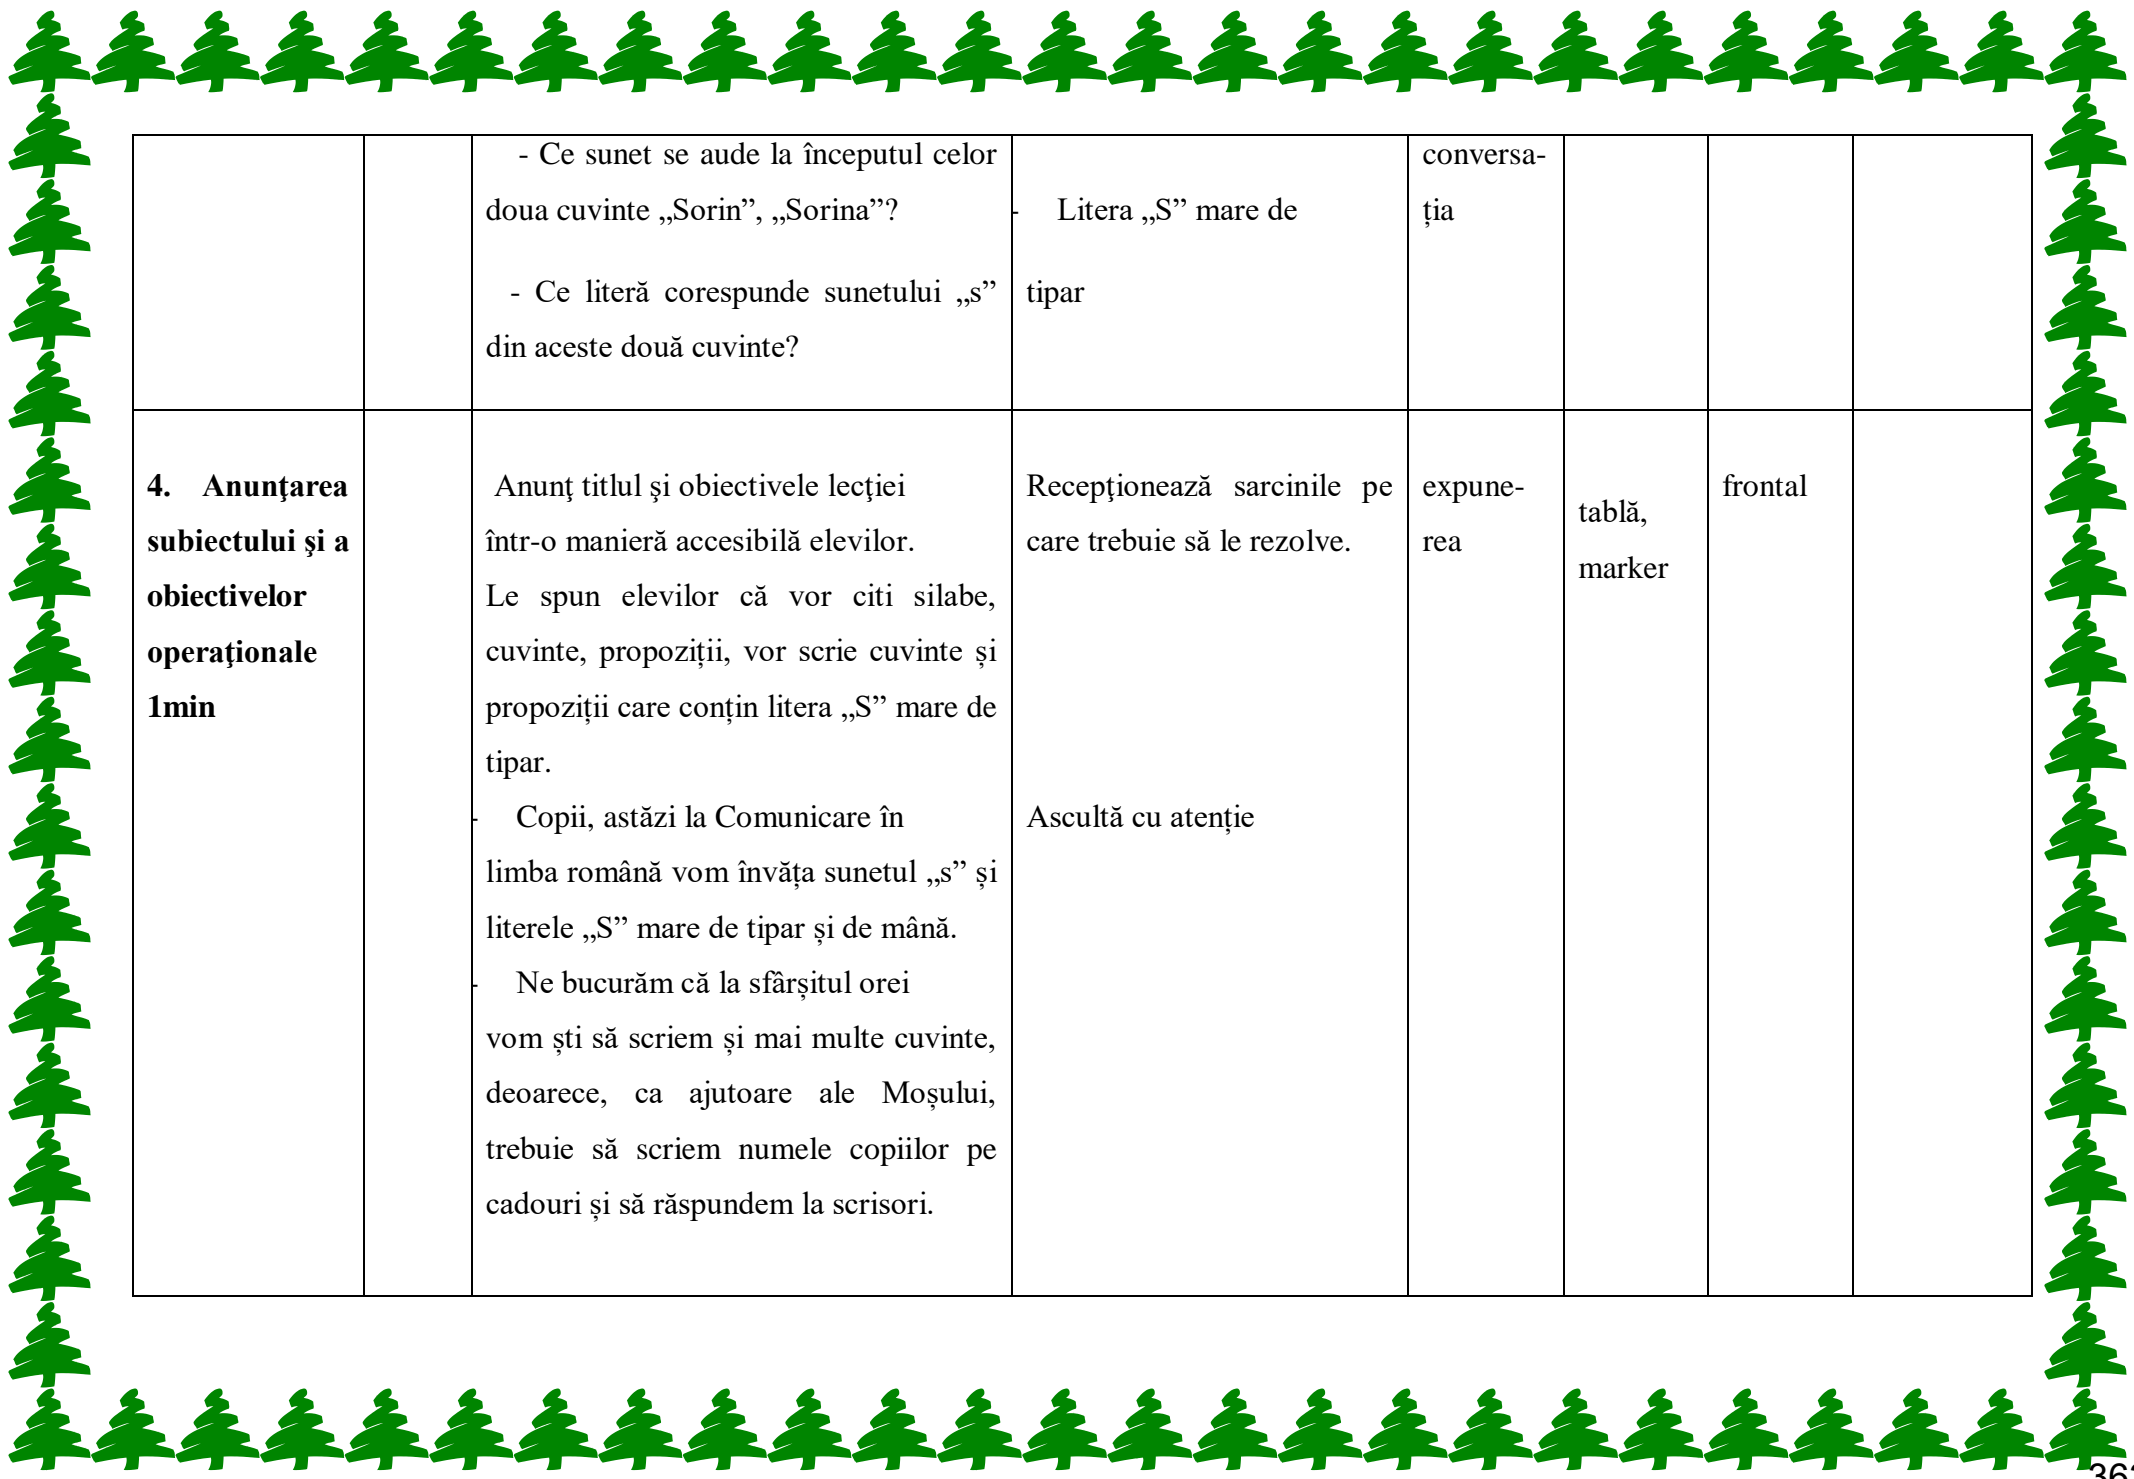 - Ce sunet se aude la începutul celor
doua cuvinte „Sorin”, „Sorina”?
- Ce literă corespunde sunetului „s”
din aceste două cuvinte?
- Litera „S” mare de
tipar
conversa-
ția
4. Anunţarea
subiectului şi a
obiectivelor
operaţionale
1min
Anunţ titlul şi obiectivele lecţiei
într-o manieră accesibilă elevilor.
Le spun elevilor că vor citi silabe,
cuvinte, propoziții, vor scrie cuvinte și
propoziții care conțin litera „S” mare de
tipar.
- Copii, astăzi la Comunicare în
limba română vom învăța sunetul „s” și
literele „S” mare de tipar și de mână.
- Ne bucurăm că la sfârșitul orei
vom ști să scriem și mai multe cuvinte,
deoarece, ca ajutoare ale Moșului,
trebuie să scriem numele copiilor pe
cadouri și să răspundem la scrisori.
Recepţionează sarcinile pe
care trebuie să le rezolve.
Ascultă cu atenție
expune-
rea
tablă,
marker
frontal